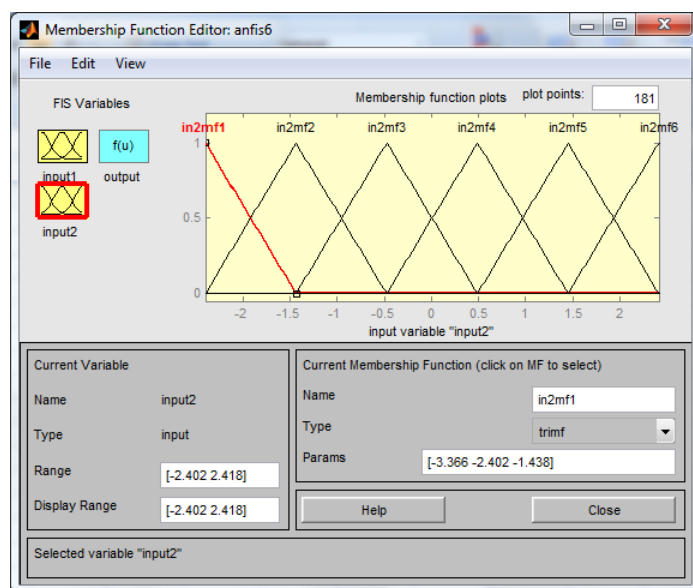 Membership Function Editor: anfis6
File Edit View
FIS Variables
Membership function plots plot points: 181
in2mf1 in2mf2 in2mf3 in2mf4 in2mf5 in2mf6
f(u)
input1 output
input2
1
0.5
0
-2 -1.5 -1 -0.5 0 0.5 1 1.5 2
input variable "input2"
Current Variable
Name input2
Type input
Range [-2.402 2.418]
Display Range [-2.402 2.418]
Current Membership Function (click on MF to select)
Name in2mf1
Type trimf
Params [-3.366 -2.402 -1.438]
Help Close
Selected variable "input2"